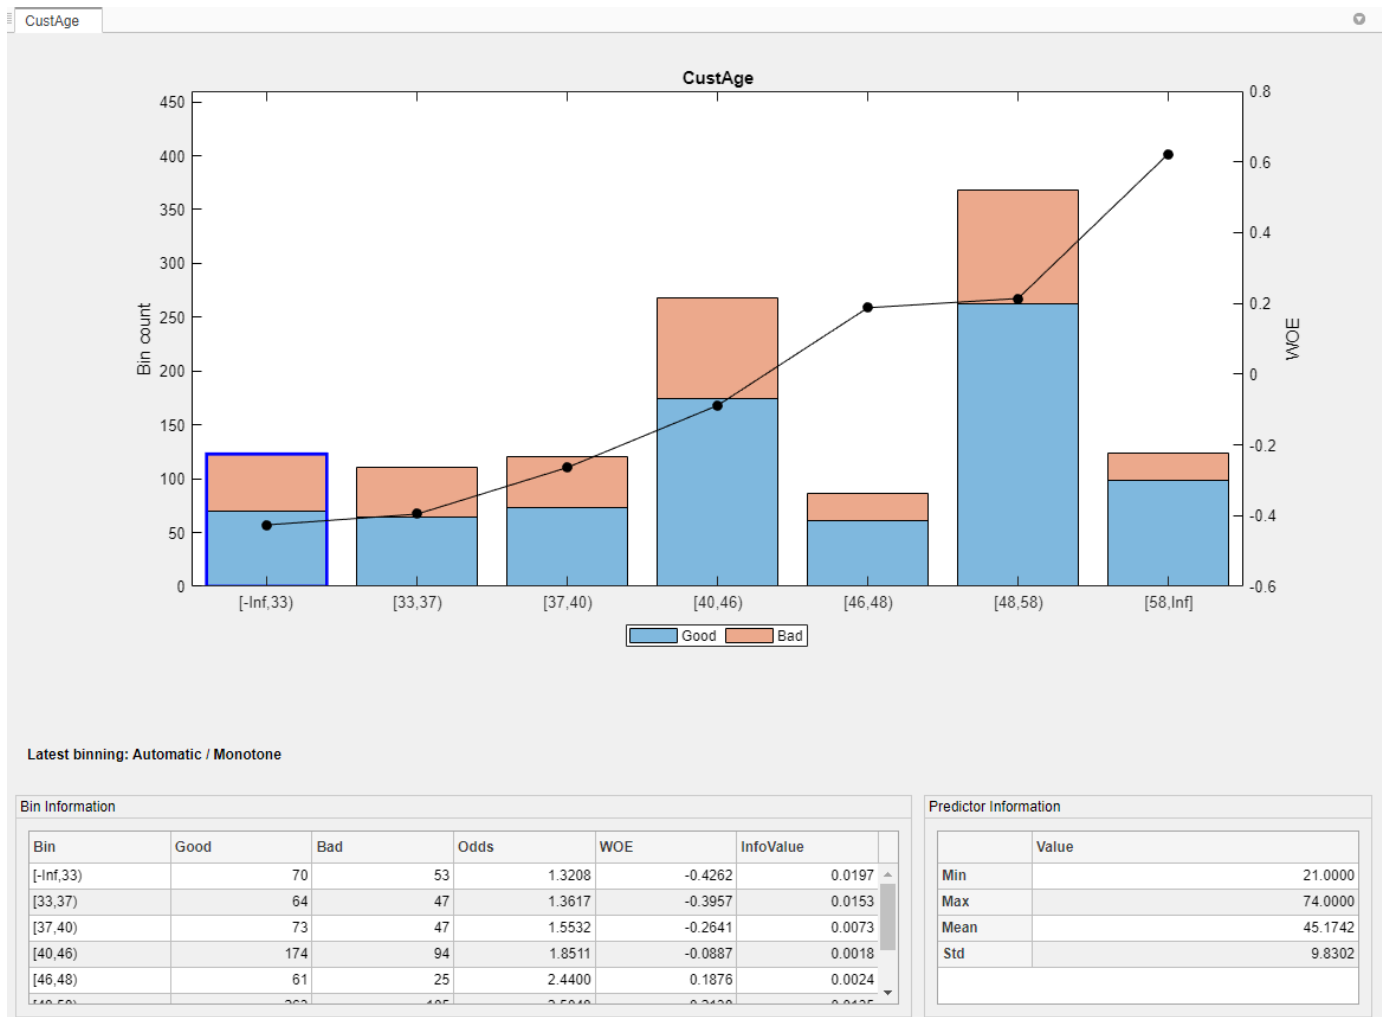 CustAge
CustAge
450
400
350
300
250
200
150
100
50
0
Bin count
0.8
0.6
0.4
0.2
0
-0.2
-0.4
-0.6
WOE
[-Inf,33) [33,37) [37,40) [40,46) [46,48) [48,58) [58,Inf]
Good Bad
Latest binning: Automatic / Monotone
Bin Information
Bin Good Bad Odds WOE InfoValue
[-Inf,33) 70 53 1.3208 -0.4262 0.0197
[33,37) 64 47 1.3617 -0.3957 0.0153
[37,40) 73 47 1.5532 -0.2641 0.0073
[40,46) 174 94 1.8511 -0.0887 0.0018
[46,48) 61 25 2.4400 0.1876 0.0024
Predictor Information
Value
Min 21.0000
Max 74.0000
Mean 45.1742
Std 9.8302